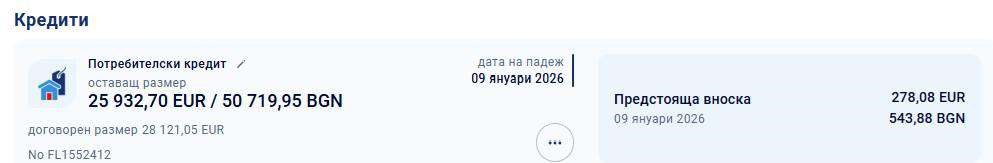 Кредити
Потребителски кредит
оставащ размер
25 932,70 EUR / 50 719,95 BGN
договорен размер 28 121,05 EUR
No FL1552412
дата на падеж
09 януари 2026
Предстояща вноска
09 януари 2026
278,08 EUR
543,88 BGN